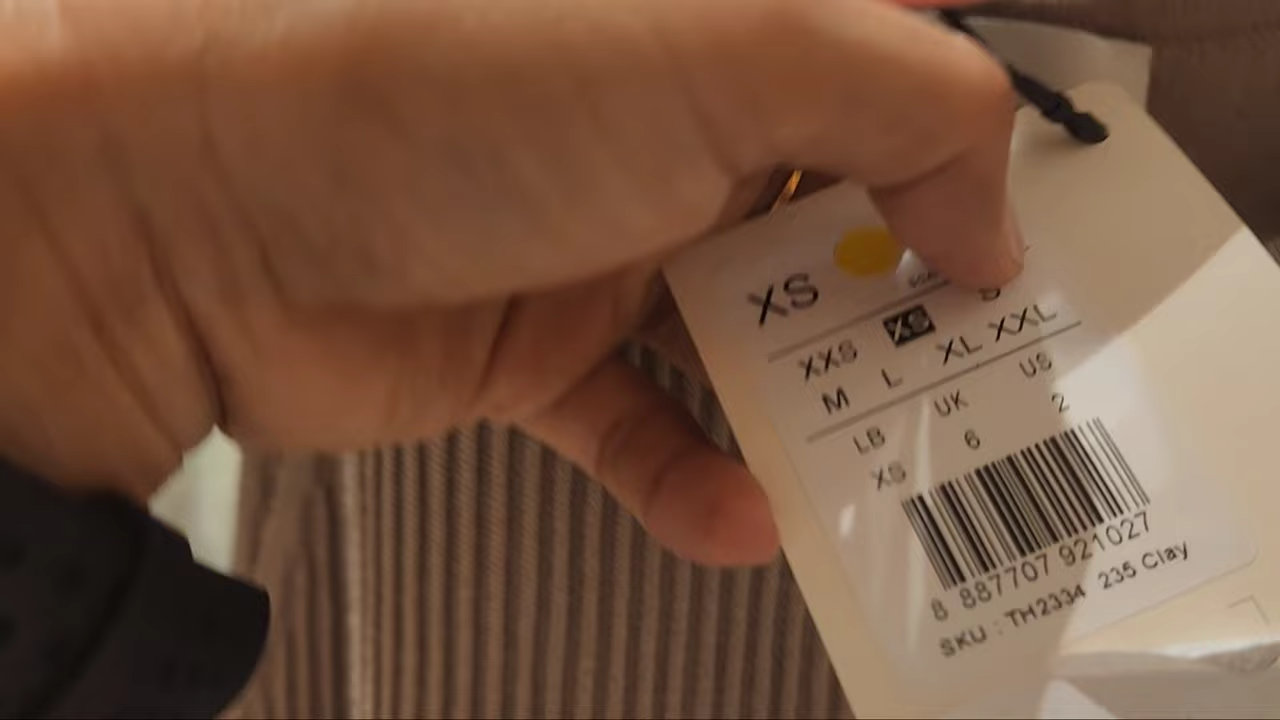 XS
XXS XS S
M L XL XXL
LB UK US
XS 6 2
8 887707 921027
SKU : TH2334 235 Clay